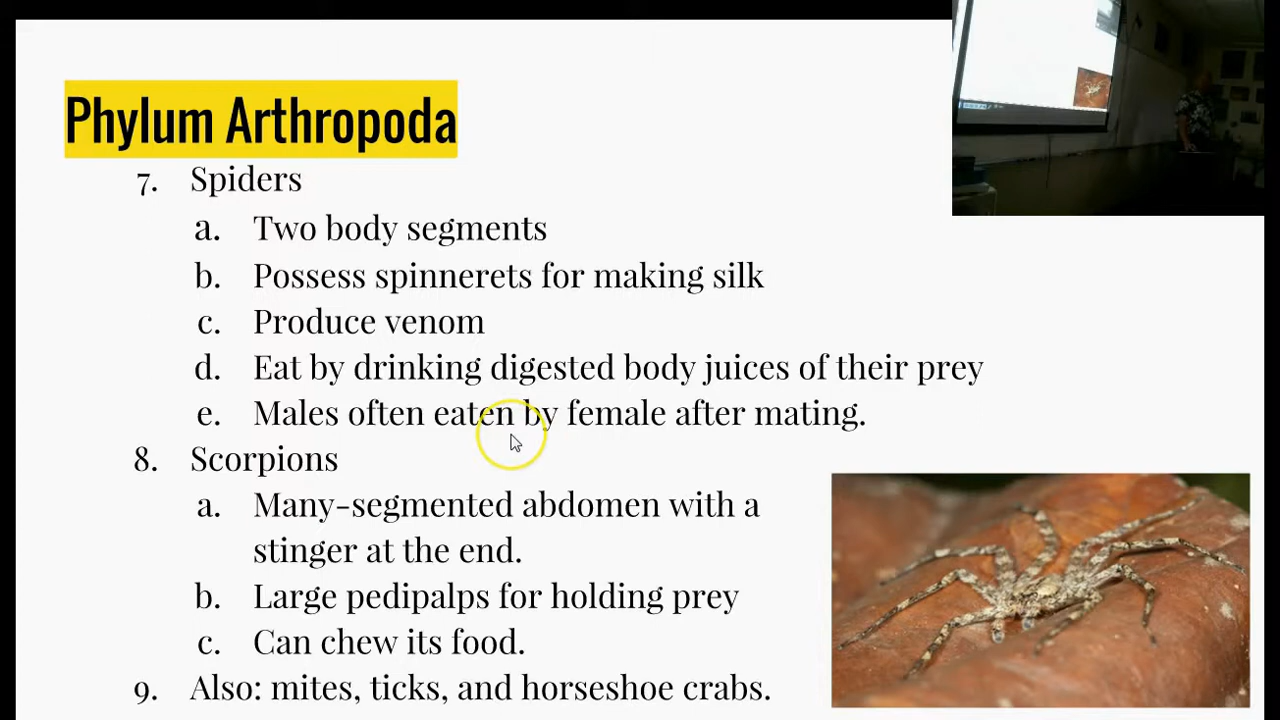 Phylum Arthropoda
7. Spiders
a. Two body segments
b. Possess spinnerets for making silk
c. Produce venom
d. Eat by drinking digested body juices of their prey
e. Males often eaten by female after mating.
8. Scorpions
a. Many-segmented abdomen with a
stinger at the end.
b. Large pedipalps for holding prey
c. Can chew its food.
9. Also: mites, ticks, and horseshoe crabs.